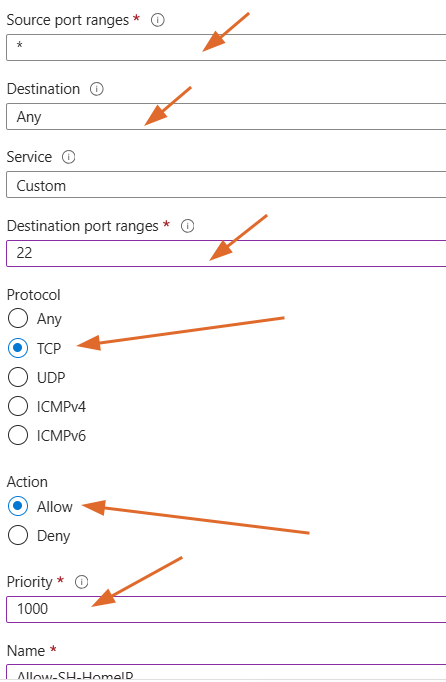 Source port ranges *
*
Destination
Any
Service
Custom
Destination port ranges *
22
Protocol
Any
TCP
UDP
ICMPv4
ICMPv6
Action
Allow
Deny
Priority *
1000
Name *
Allow-SH-HomeIP